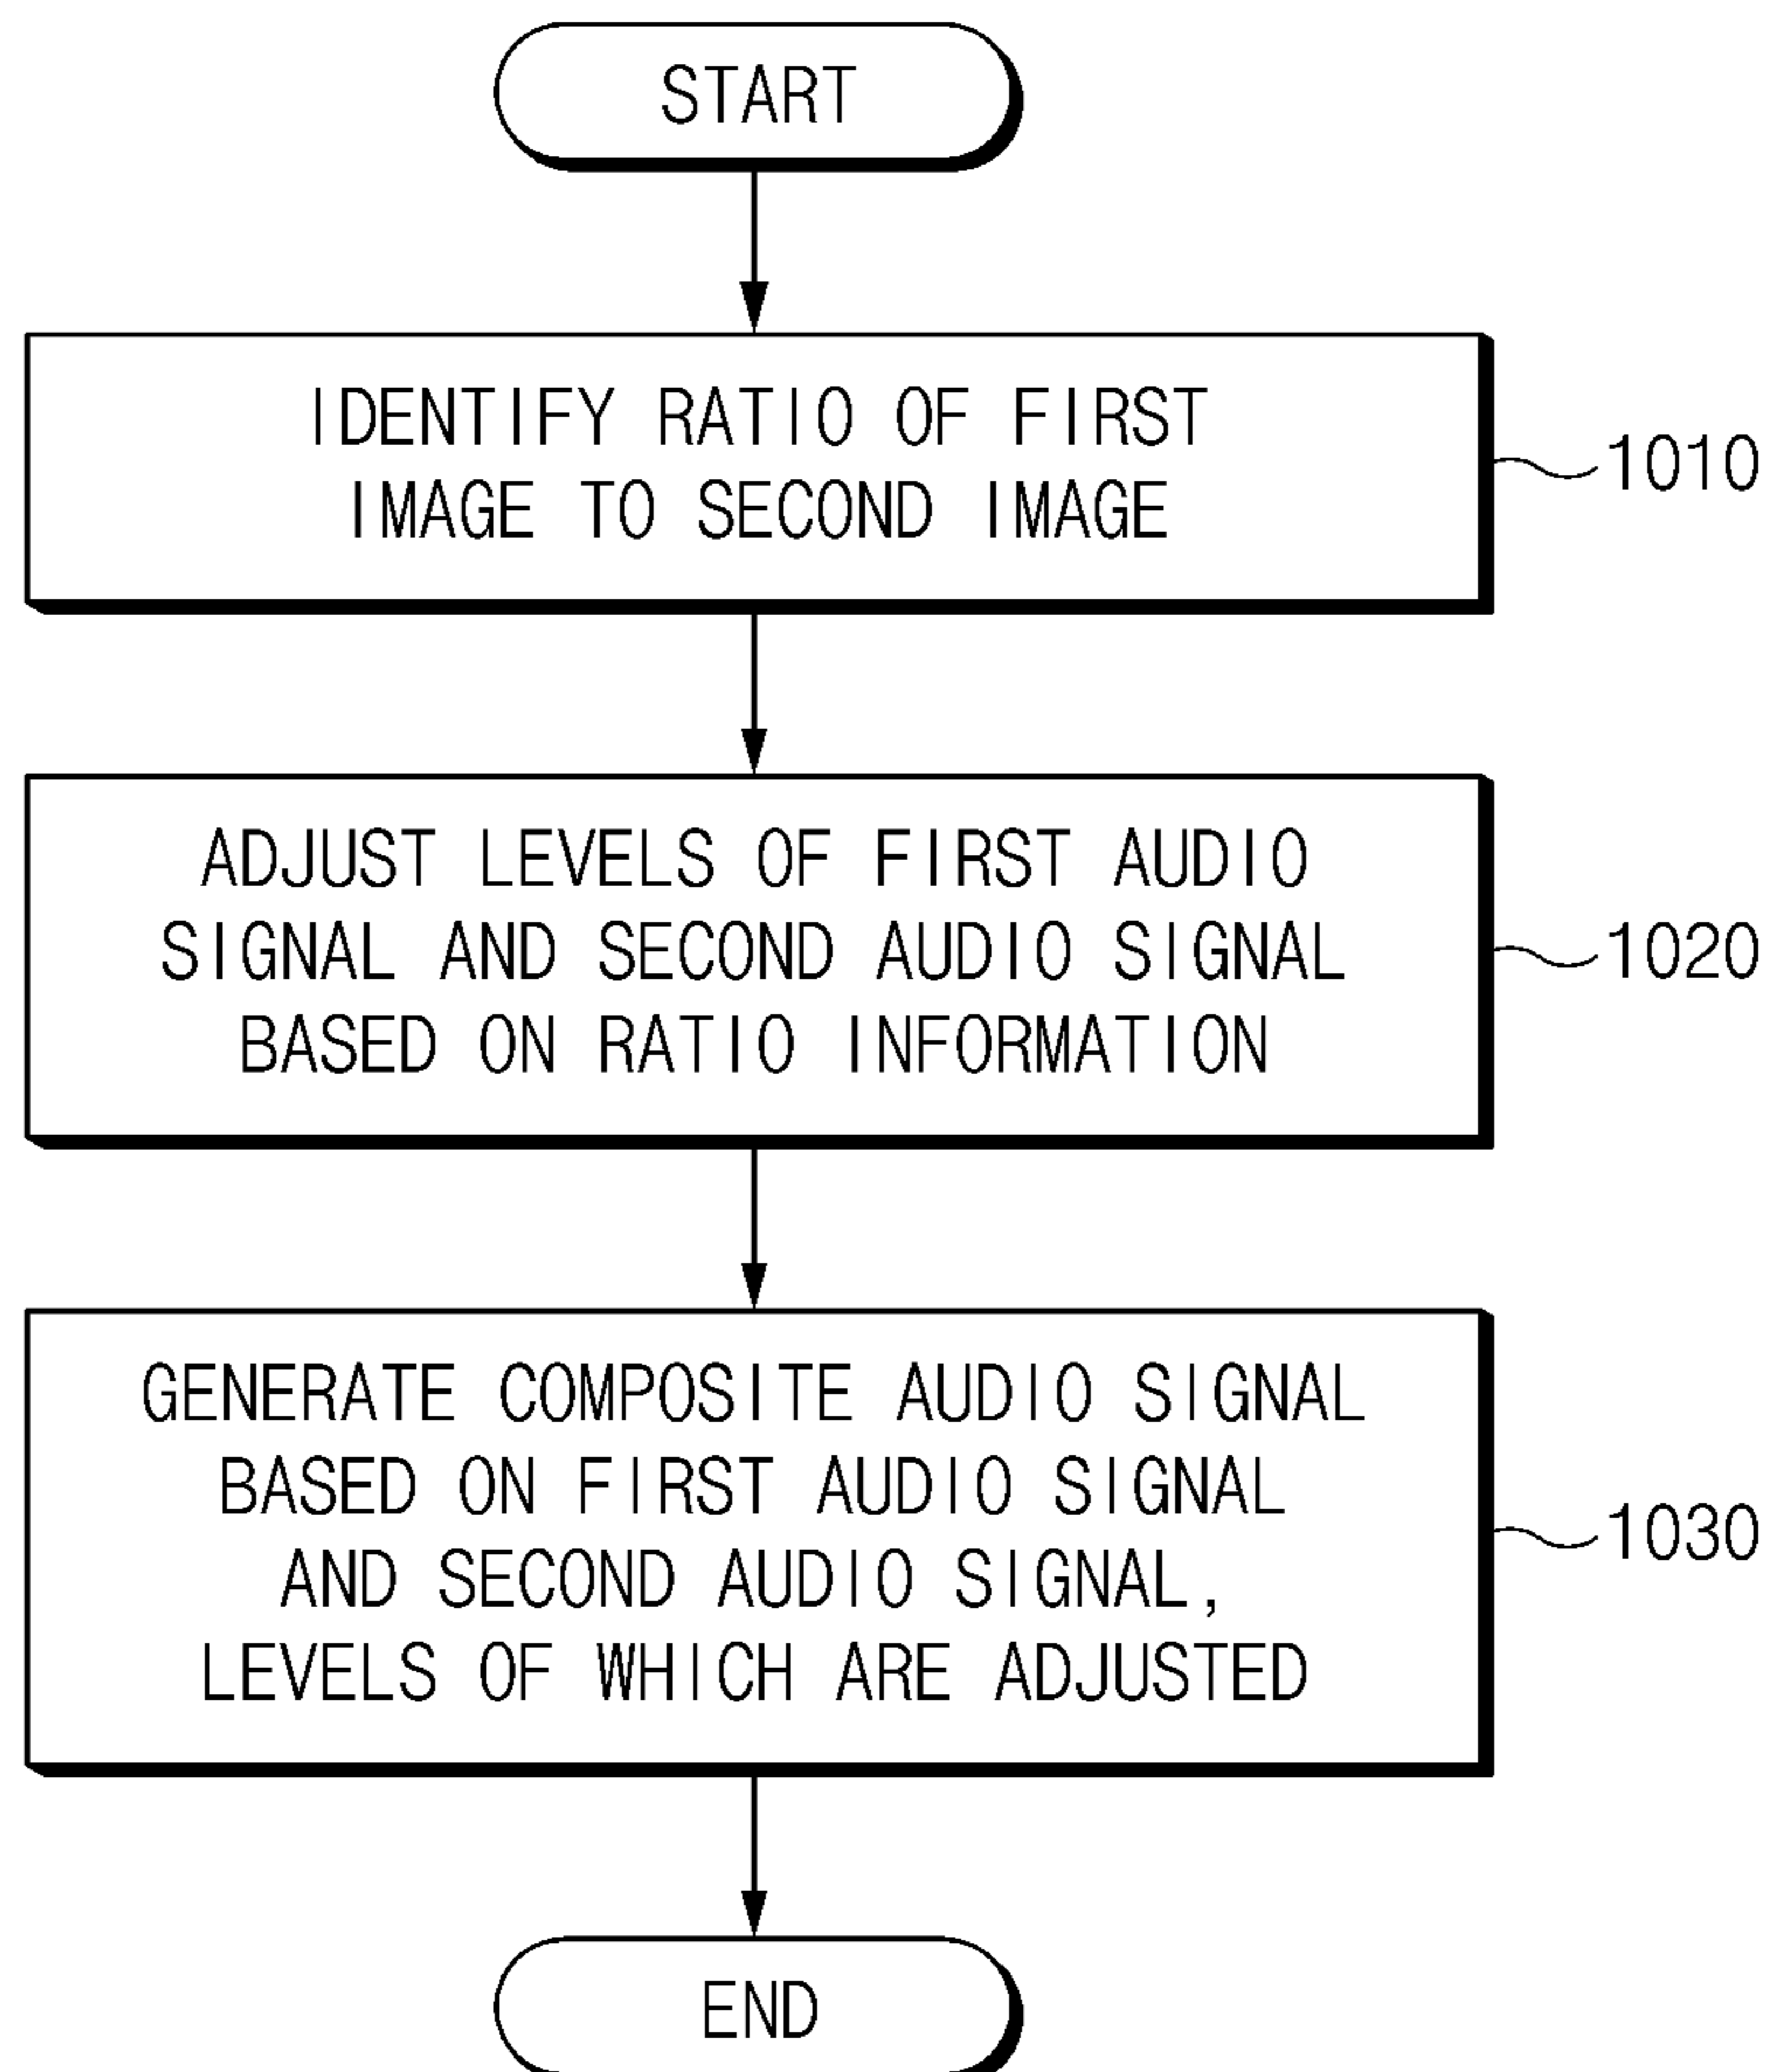 START
IDENTIFY RATIO OF FIRST
IMAGE TO SECOND IMAGE
1010
ADJUST LEVELS OF FIRST AUDIO
SIGNAL AND SECOND AUDIO SIGNAL
BASED ON RATIO INFORMATION
1020
GENERATE COMPOSITE AUDIO SIGNAL
BASED ON FIRST AUDIO SIGNAL
AND SECOND AUDIO SIGNAL,
LEVELS OF WHICH ARE ADJUSTED
1030
END